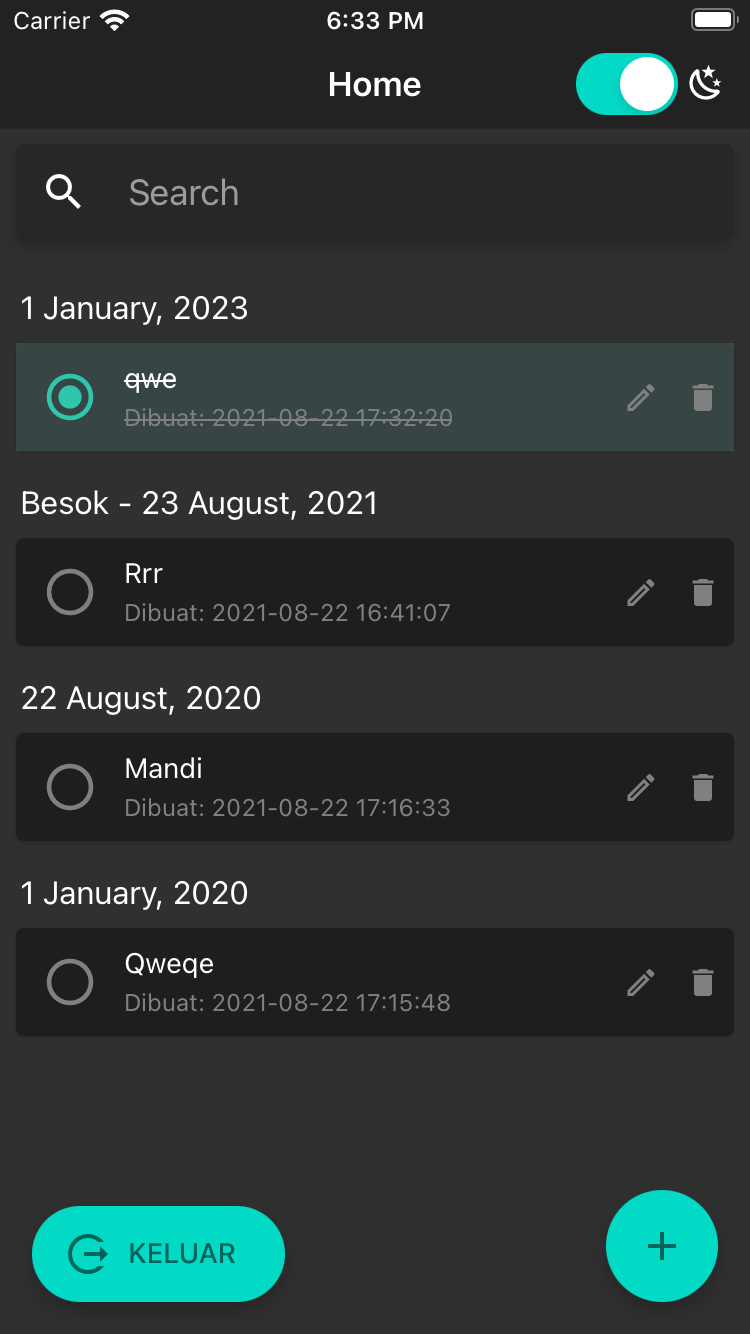 Carrier 6:33 PM
Home
Search
1 January, 2023
qwe
Dibuat: 2021-08-22 17:32:20
Besok - 23 August, 2021
Rrr
Dibuat: 2021-08-22 16:41:07
22 August, 2020
Mandi
Dibuat: 2021-08-22 17:16:33
1 January, 2020
Qweqe
Dibuat: 2021-08-22 17:15:48
KELUAR